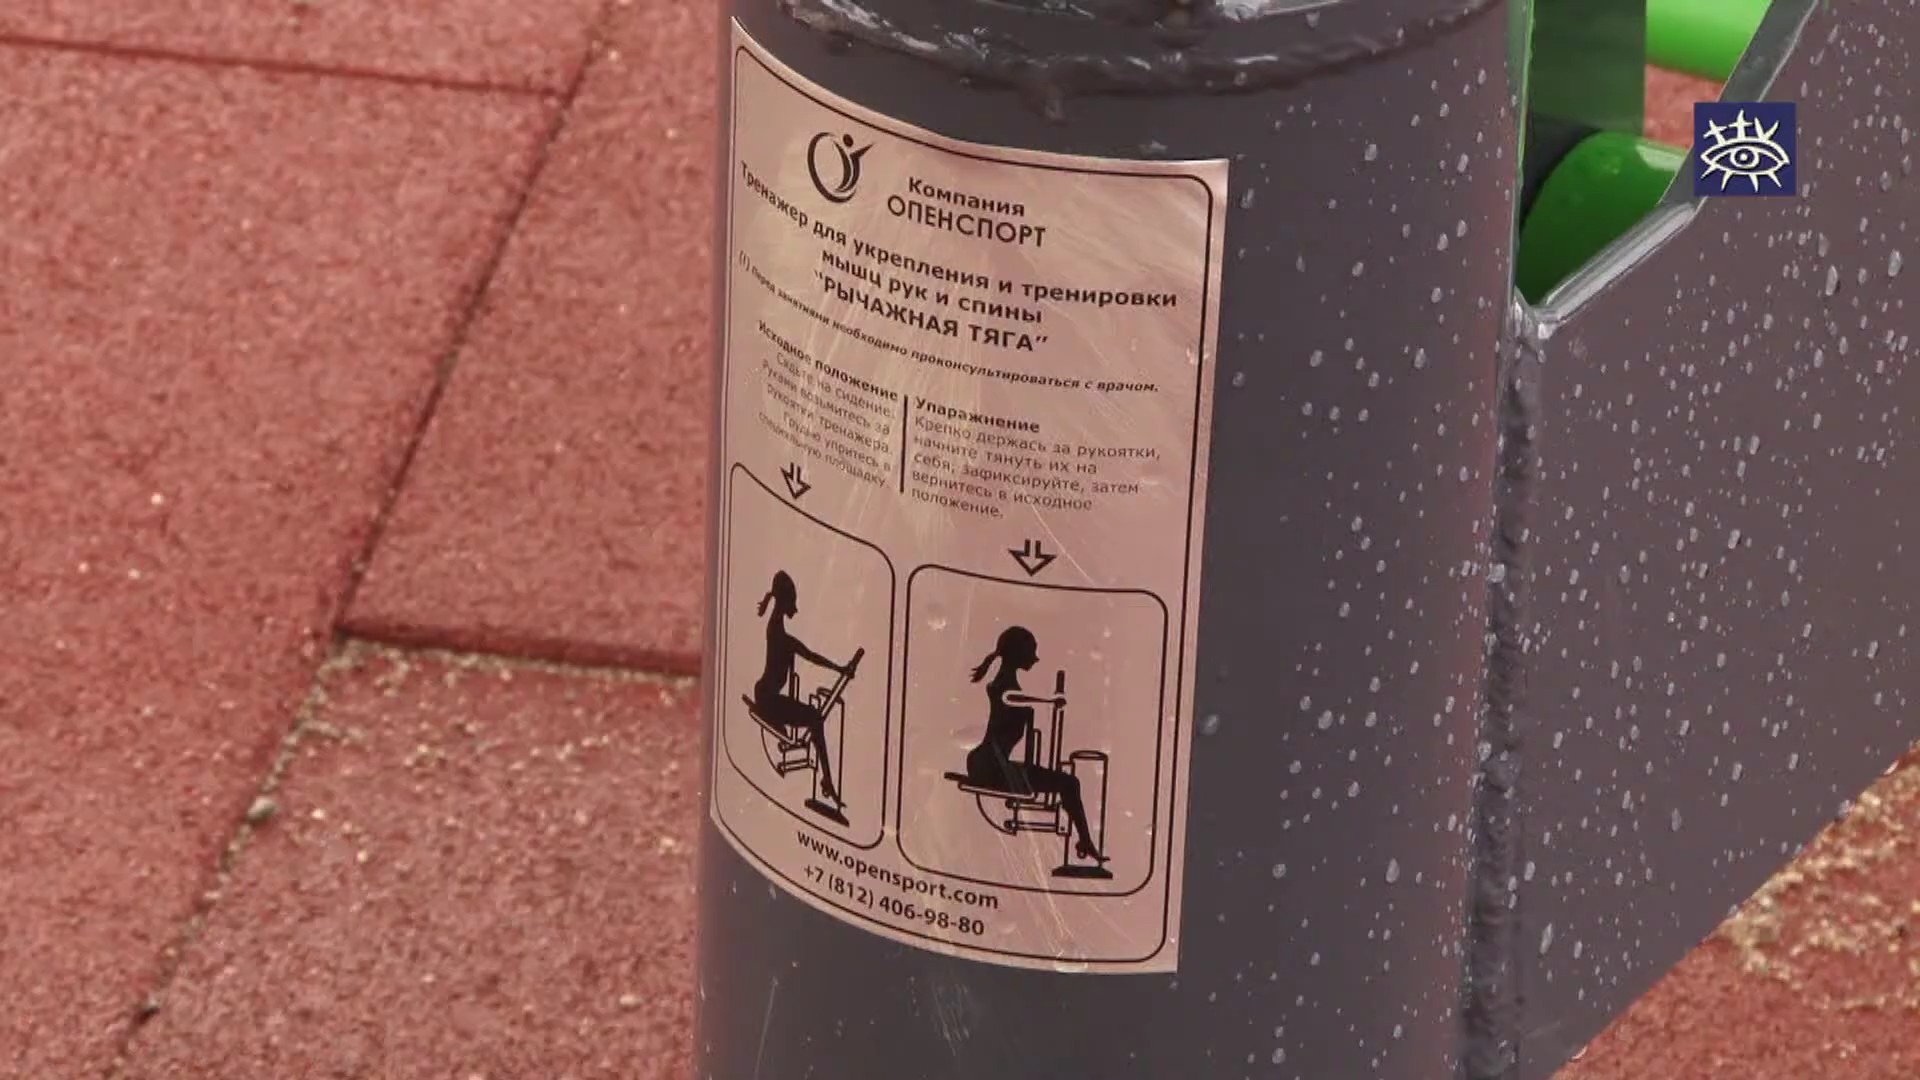 Компания
ОПЕНСПОРТ
Тренажер для укрепления и тренировки
мышц рук и спины
“РЫЧАЖНАЯ ТЯГА”
(!) Перед занятиями необходимо проконсультироваться с врачом.
Исходное положение
Сядьте на сидение.
Руками возьмитесь за
рукоятки тренажера.
Грудью упритесь в
специальную площадку.
Упаражнение
Крепко держась за рукоятки,
начните тянуть их на
себя, зафиксируйте, затем
вернитесь в исходное
положение.
www.opensport.com
+7 (812) 406-98-80